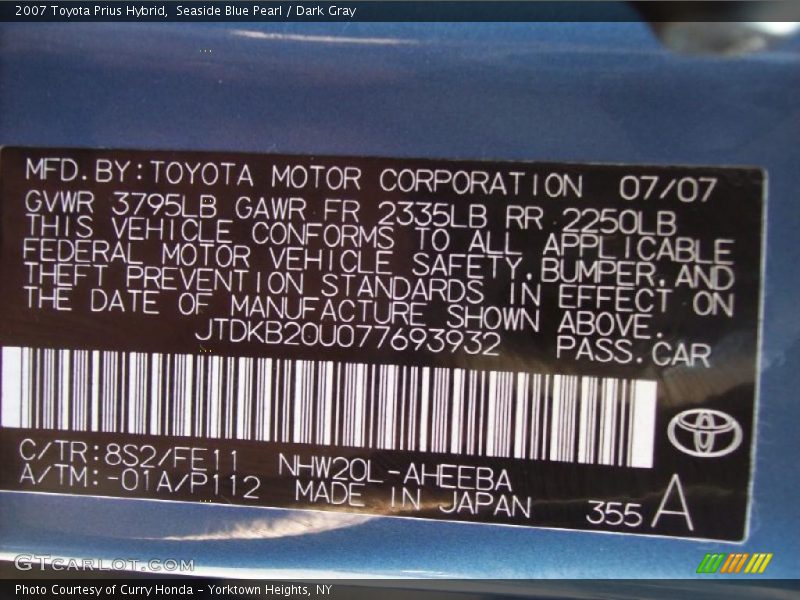 2007 Toyota Prius Hybrid, Seaside Blue Pearl / Dark Gray
MFD.BY:TOYOTA MOTOR CORPORATION 07/07
GVWR 3795LB GAWR FR 2335LB RR 2250LB
THIS VEHICLE CONFORMS TO ALL APPLICABLE
FEDERAL MOTOR VEHICLE SAFETY,BUMPER,AND
THEFT PREVENTION STANDARDS IN EFFECT ON
THE DATE OF MANUFACTURE SHOWN ABOVE.
JTDKB20U077693932 PASS.CAR
C/TR:8S2/FE11 NHW20L-AHEEBA
A/TM:-01A/P112 MADE IN JAPAN 355 A
GTCARLOT.COM
Photo Courtesy of Curry Honda - Yorktown Heights, NY